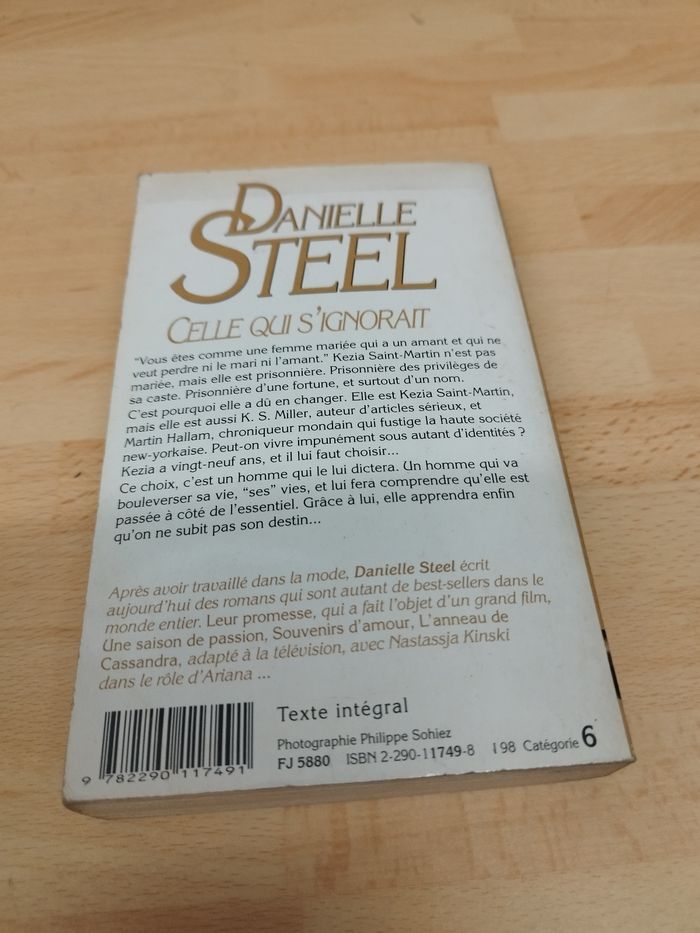 DANIELLE
STEEL
CELLE QUI S'IGNORAIT
"Vous êtes comme une femme mariée qui a un amant et qui ne
veut perdre ni le mari ni l'amant." Kezia Saint-Martin n'est pas
mariée, mais elle est prisonnière. Prisonnière des privilèges de
sa caste. Prisonnière d'une fortune, et surtout d'un nom.
C'est pourquoi elle a dû en changer. Elle est Kezia Saint-Martin,
mais elle est aussi K. S. Miller, auteur d'articles sérieux, et
Martin Hallam, chroniqueur mondain qui fustige la haute société
new-yorkaise. Peut-on vivre impunément sous autant d'identités ?
Kezia a vingt-neuf ans, et il lui faut choisir...
Ce choix, c'est un homme qui le lui dictera. Un homme qui va
bouleverser sa vie, "ses" vies, et lui fera comprendre qu'elle est
passée à côté de l'essentiel. Grâce à lui, elle apprendra enfin
qu'on ne subit pas son destin...
Après avoir travaillé dans la mode, Danielle Steel écrit
aujourd'hui des romans qui sont autant de best-sellers dans le
monde entier. Leur promesse, qui a fait l'objet d'un grand film,
Une saison de passion, Souvenirs d'amour, L'anneau de
Cassandra, adapté à la télévision, avec Nastassja Kinski
dans le rôle d'Ariana ...
Texte intégral
Photographie Philippe Sohiez
FJ 5880 ISBN 2-290-11749-8 198 Catégorie 6
9 782290 117491